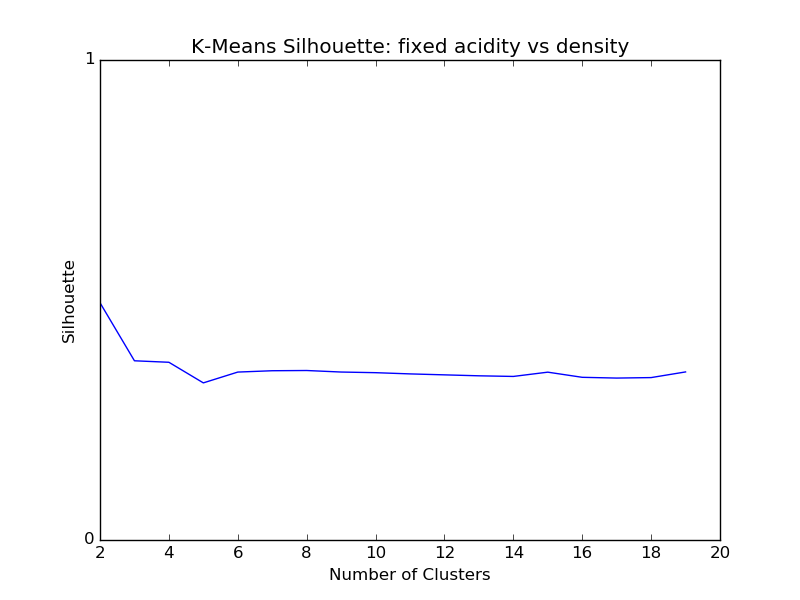 K-Means Silhouette: fixed acidity vs density
1
Silhouette
0
2 4 6 8 10 12 14 16 18 20
Number of Clusters